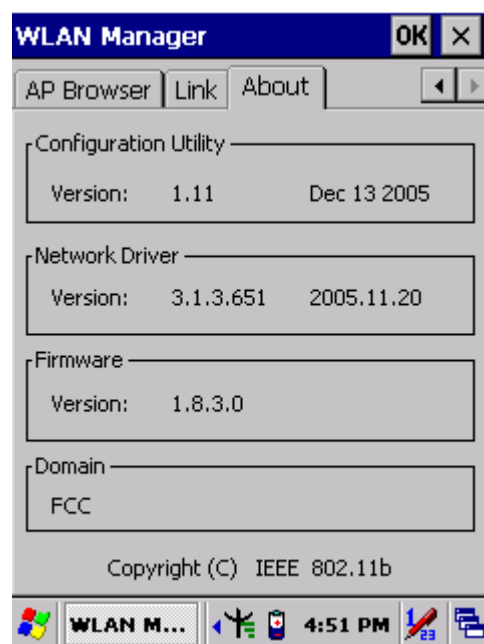 WLAN Manager OK ×
AP Browser Link About
Configuration Utility
Version: 1.11 Dec 13 2005
Network Driver
Version: 3.1.3.651 2005.11.20
Firmware
Version: 1.8.3.0
Domain
FCC
Copyright (C) IEEE 802.11b
WLAN M... 4:51 PM 1 23